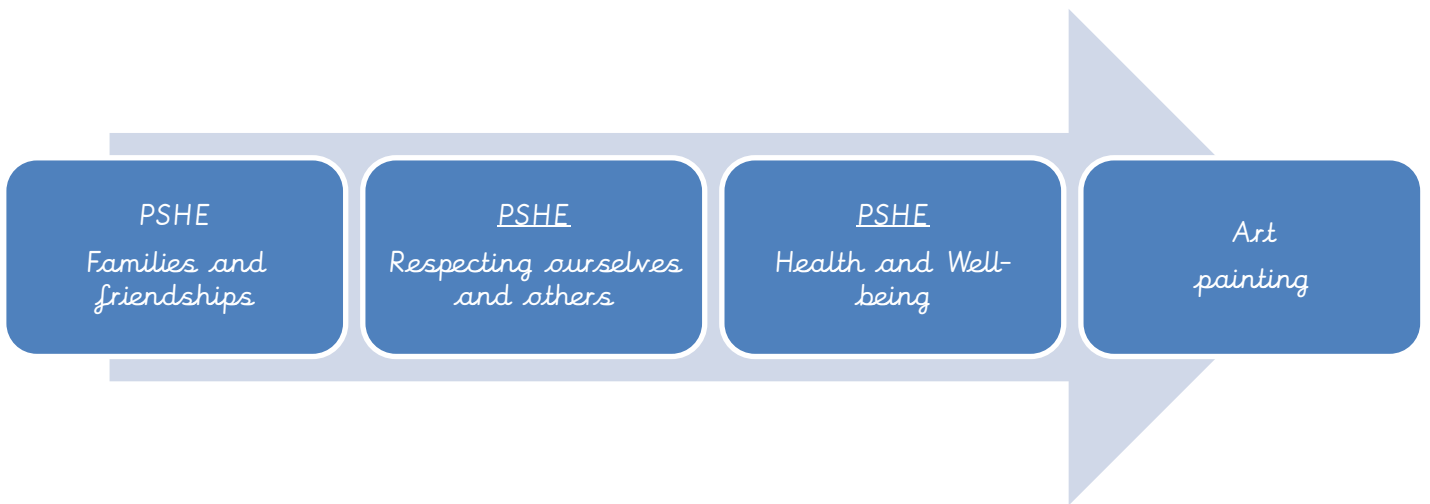 PSHE
Families and
friendships
PSHE
Respecting ourselves
and others
PSHE
Health and Well-
being
Art
painting